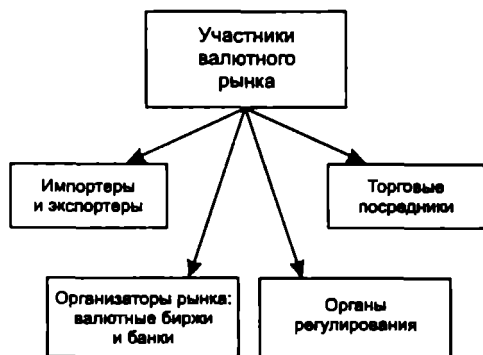 Участники
валютного
рынка
Импортеры
и экспортеры
Торговые
посредники
Организаторы рынка:
валютные биржи
и банки
Органы
регулирования